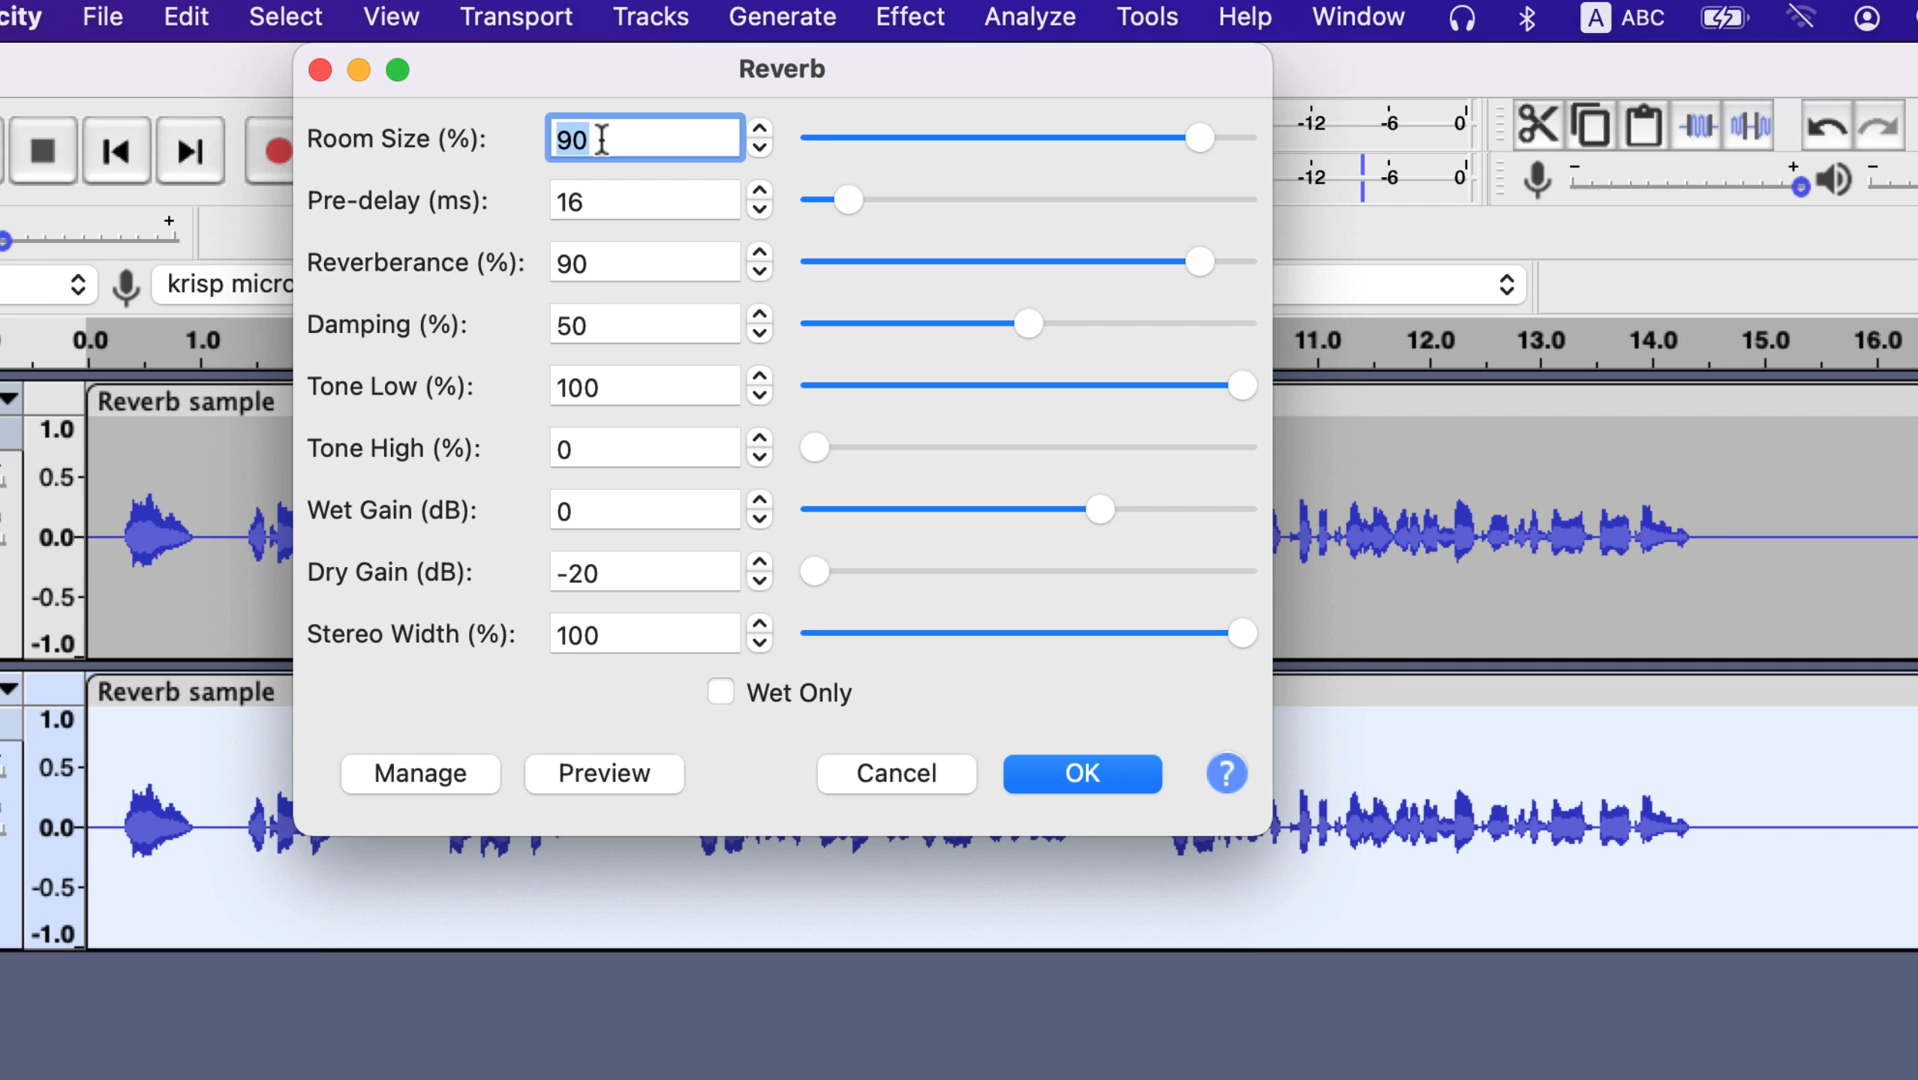 city File Edit Select View Transport Tracks Generate Effect Analyze Tools Help Window A ABC
Reverb
Room Size (%): 90
Pre-delay (ms): 16
Reverberance (%): 90
Damping (%): 50
Tone Low (%): 100
Tone High (%): 0
Wet Gain (dB): 0
Dry Gain (dB): -20
Stereo Width (%): 100
Wet Only
Manage Preview Cancel OK ?
-12 -6 0
-12 -6 0
- +
-
+
krisp micro
0.0 1.0 11.0 12.0 13.0 14.0 15.0 16.0
Reverb sample
1.0
0.5
0.0
-0.5
-1.0
Reverb sample
1.0
0.5
0.0
-0.5
-1.0